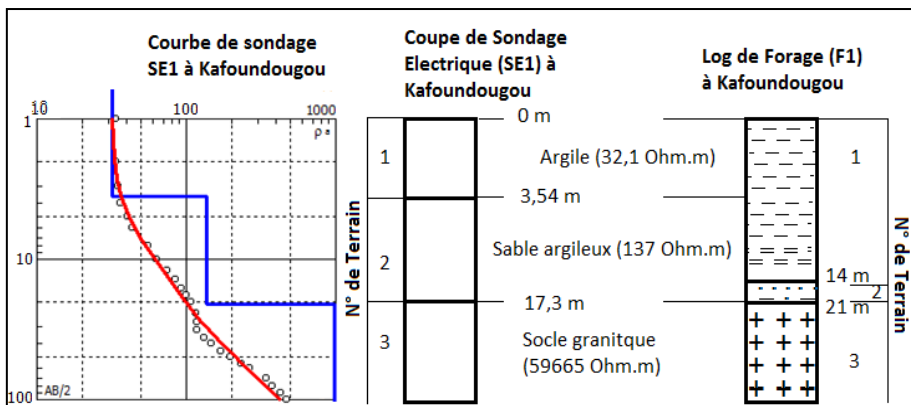 Courbe de sondage
SE1 à Kafoundougou
Coupe de Sondage
Electrique (SE1) à
Kafoundougou
Log de Forage (F1)
à Kafoundougou
10 100 1000
1
ρ a
10
100
AB/2
N° de Terrain
1
2
3
0 m
Argile (32,1 Ohm.m)
3,54 m
Sable argileux (137 Ohm.m)
17,3 m
Socle granitque
(59665 Ohm.m)
14 m
21 m
1
2
3
N° de Terrain